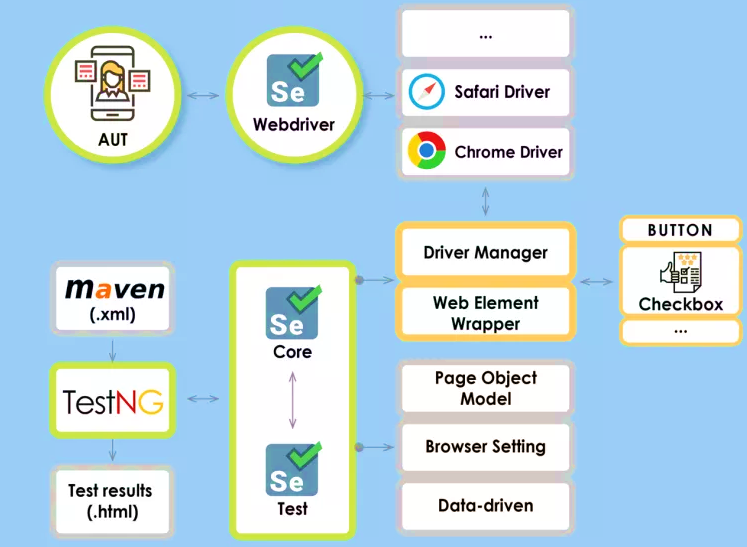 ...
Se
Safari Driver
AUT
Webdriver
Chrome Driver
Driver Manager
BUTTON
maven
(.xml)
Se
Core
Web Element
Wrapper
Checkbox
...
TestNG
Page Object
Model
Browser Setting
Se
Test
Test results
(.html)
Data-driven